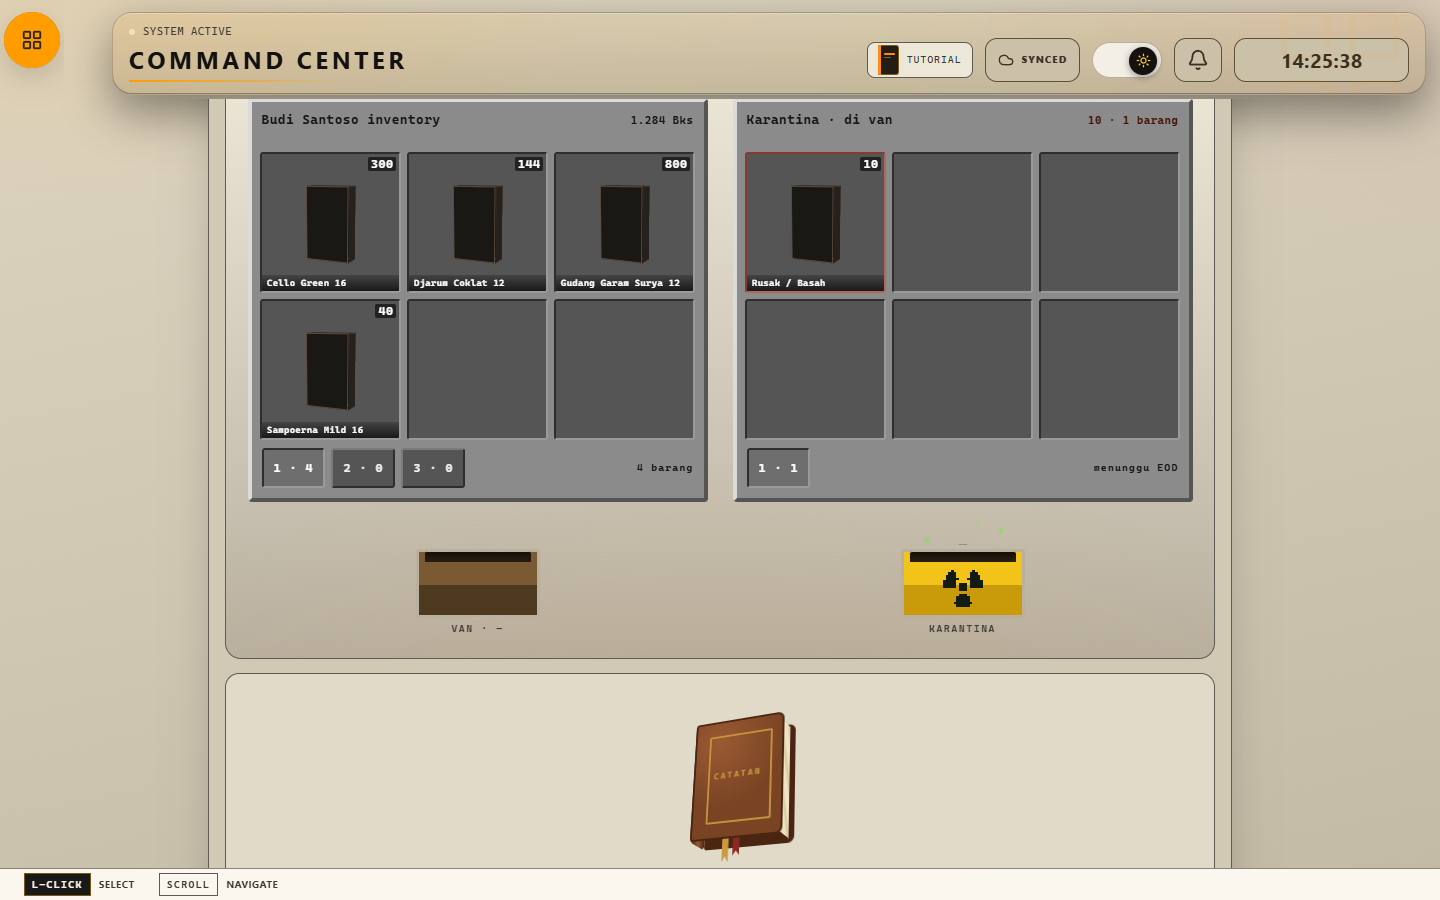 SYSTEM ACTIVE
COMMAND CENTER
TUTORIAL
SYNCED
14:25:38
Budi Santoso inventory
1.284 Bks
300
Cello Green 16
144
Djarum Coklat 12
800
Gudang Garam Surya 12
40
Sampoerna Mild 16
1 · 4
2 · 0
3 · 0
4 barang
Karantina · di van
10 · 1 barang
10
Rusak / Basah
1 · 1
menunggu EOD
VAN · —
KARANTINA
CATATAN
L-CLICK
SELECT
SCROLL
NAVIGATE